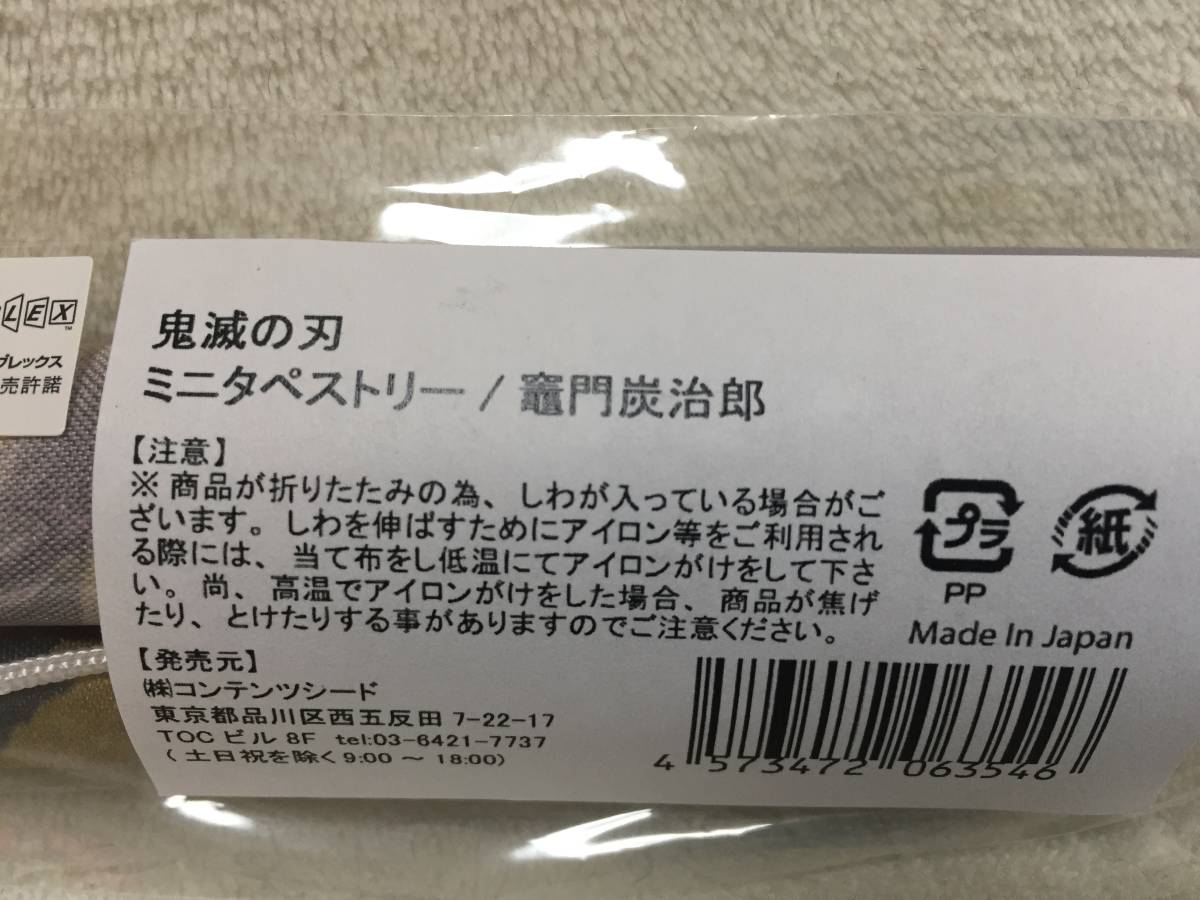 LEX™
プレックス
売許諾
鬼滅の刃
ミニタペストリー / 竈門炭治郎
【注意】
※商品が折りたたみの為、しわが入っている場合がご
ざいます。しわを伸ばすためにアイロン等をご利用され
る際には、当て布をし低温にてアイロンがけをして下さ
い。尚、高温でアイロンがけをした場合、商品が焦げ
たり、とけたりする事がありますのでご注意ください。
【発売元】
㈱コンテンツシード
東京都品川区西五反田 7-22-17
TOC ビル 8F tel:03-6421-7737
(土日祝を除く 9:00 ～ 18:00)
プラ
PP
紙
Made In Japan
4 573472 063546